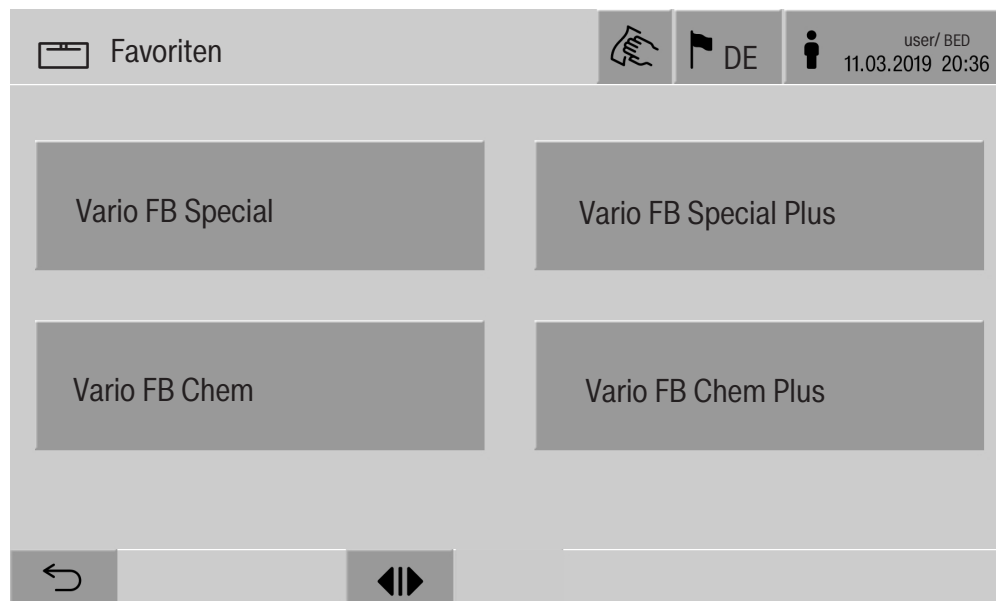 Favoriten
DE
user/ BED
11.03.2019 20:36
Vario FB Special
Vario FB Special Plus
Vario FB Chem
Vario FB Chem Plus